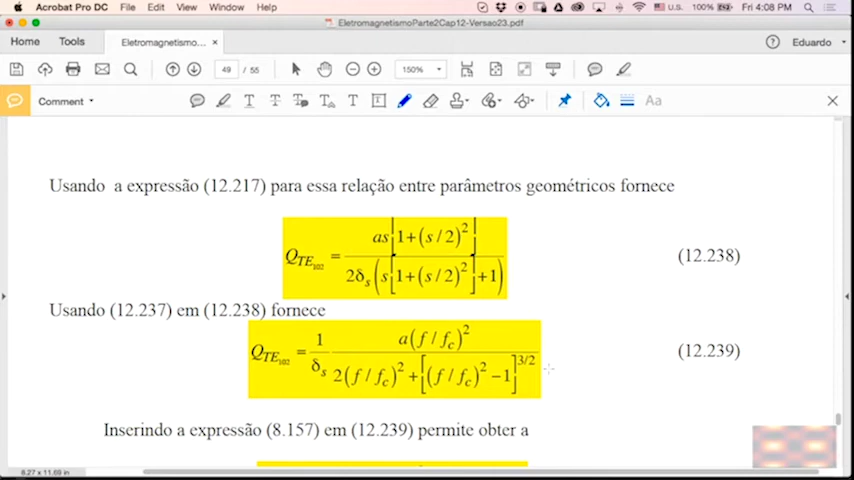 Acrobat Pro DC File Edit View Window Help 100% U.S. Fri 4:08 PM
EletromagnetismoParte2Cap12-Versao23.pdf
Home Tools Eletromagnetismo... × Eduardo
49 / 55 150%
Comment Aa
Usando a expressão (12.217) para essa relação entre parâmetros geométricos fornece
Q_{TE_{102}} = \frac{as[1+(s/2)^2]}{2δ_s(s[1+(s/2)^2]+1)} (12.238)
Usando (12.237) em (12.238) fornece
Q_{TE_{102}} = \frac{1}{δ_s} \frac{a(f/f_c)^2}{2(f/f_c)^2+[(f/f_c)^2-1]^{3/2}} (12.239)
Inserindo a expressão (8.157) em (12.239) permite obter a
8.27 x 11.69 in